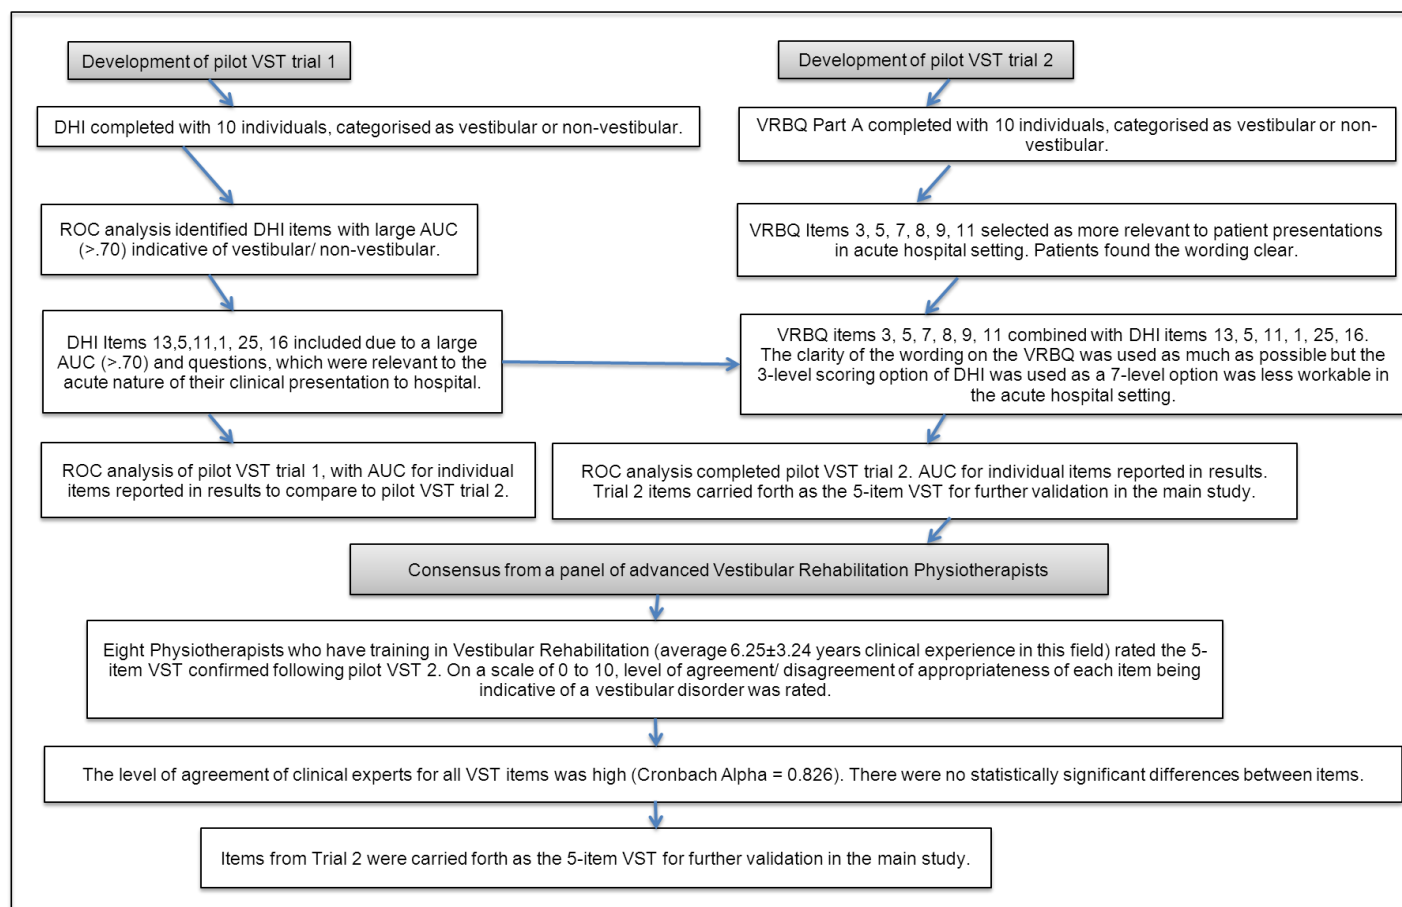 Development of pilot VST trial 1
DHI completed with 10 individuals, categorised as vestibular or non-vestibular.
ROC analysis identified DHI items with large AUC
(>.70) indicative of vestibular/ non-vestibular.
DHI Items 13,5,11,1, 25, 16 included due to a large
AUC (>.70) and questions, which were relevant to the
acute nature of their clinical presentation to hospital.
ROC analysis of pilot VST trial 1, with AUC for individual
items reported in results to compare to pilot VST trial 2.
Development of pilot VST trial 2
VRBQ Part A completed with 10 individuals, categorised as vestibular or non-
vestibular.
VRBQ Items 3, 5, 7, 8, 9, 11 selected as more relevant to patient presentations
in acute hospital setting. Patients found the wording clear.
VRBQ items 3, 5, 7, 8, 9, 11 combined with DHI items 13, 5, 11, 1, 25, 16.
The clarity of the wording on the VRBQ was used as much as possible but the
3-level scoring option of DHI was used as a 7-level option was less workable in
the acute hospital setting.
ROC analysis completed pilot VST trial 2. AUC for individual items reported in results.
Trial 2 items carried forth as the 5-item VST for further validation in the main study.
Consensus from a panel of advanced Vestibular Rehabilitation Physiotherapists
Eight Physiotherapists who have training in Vestibular Rehabilitation (average 6.25±3.24 years clinical experience in this field) rated the 5-
item VST confirmed following pilot VST 2. On a scale of 0 to 10, level of agreement/ disagreement of appropriateness of each item being
indicative of a vestibular disorder was rated.
The level of agreement of clinical experts for all VST items was high (Cronbach Alpha = 0.826). There were no statistically significant differences between items.
Items from Trial 2 were carried forth as the 5-item VST for further validation in the main study.